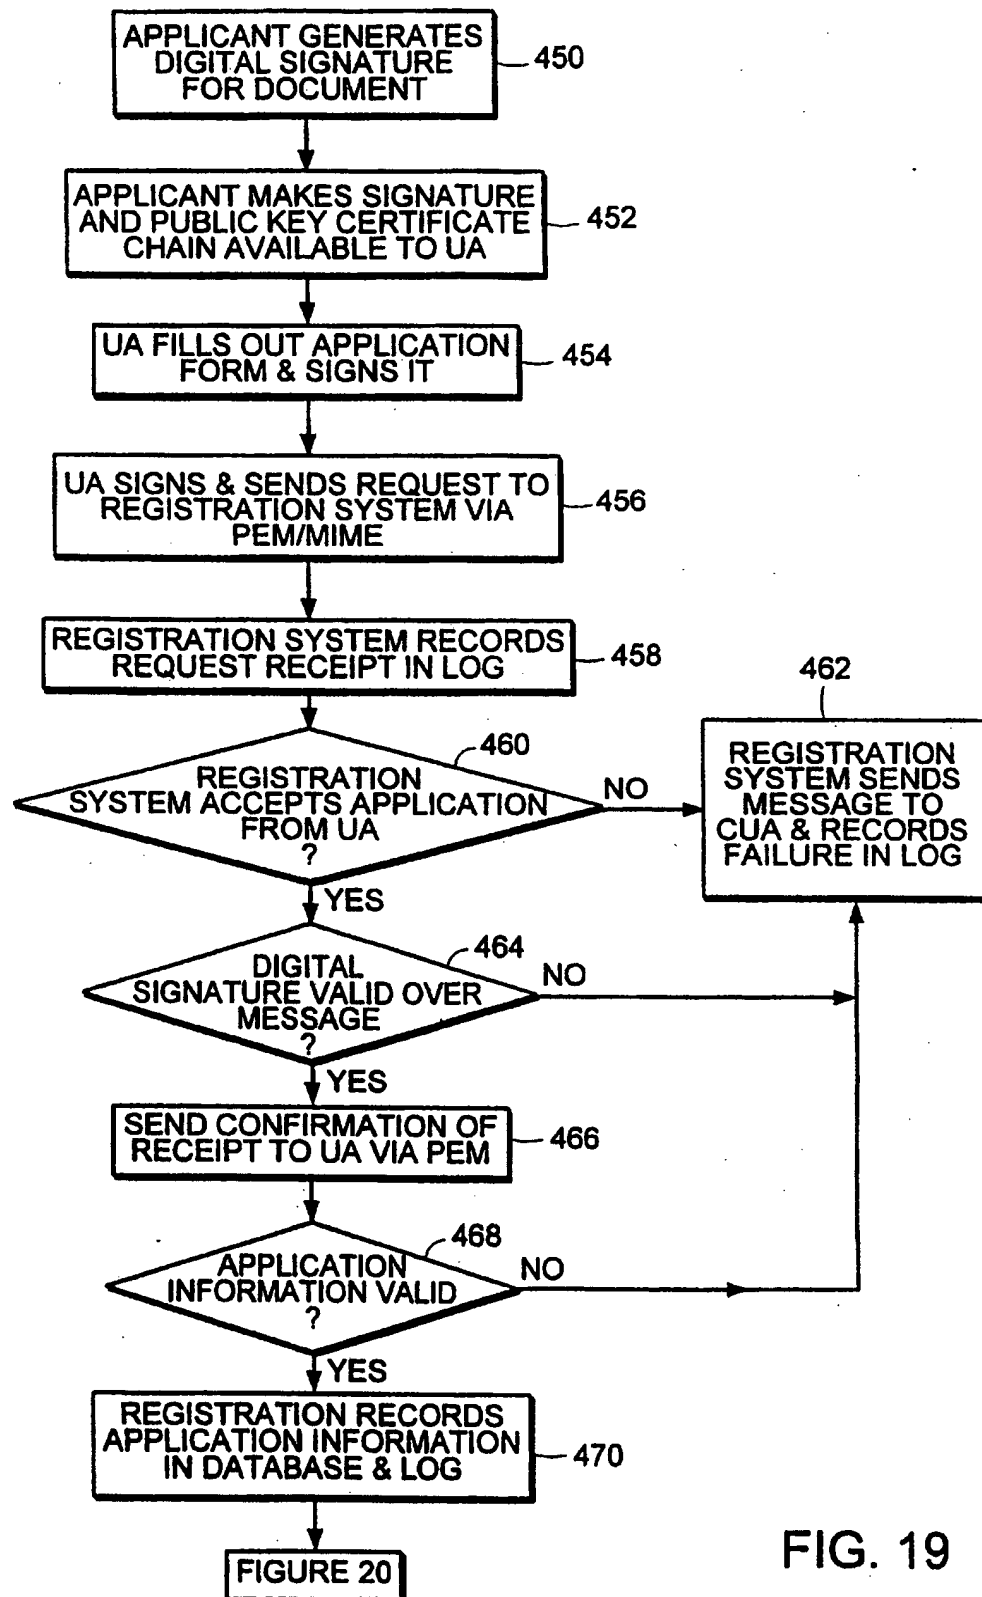 APPLICANT GENERATES
DIGITAL SIGNATURE
FOR DOCUMENT
450
APPLICANT MAKES SIGNATURE
AND PUBLIC KEY CERTIFICATE
CHAIN AVAILABLE TO UA
452
UA FILLS OUT APPLICATION
FORM & SIGNS IT
454
UA SIGNS & SENDS REQUEST TO
REGISTRATION SYSTEM VIA
PEM/MIME
456
REGISTRATION SYSTEM RECORDS
REQUEST RECEIPT IN LOG
458
460
REGISTRATION
SYSTEM ACCEPTS APPLICATION
FROM UA
?
NO
YES
462
REGISTRATION
SYSTEM SENDS
MESSAGE TO
CUA & RECORDS
FAILURE IN LOG
464
DIGITAL
SIGNATURE VALID OVER
MESSAGE
?
NO
YES
SEND CONFIRMATION OF
RECEIPT TO UA VIA PEM
466
468
APPLICATION
INFORMATION VALID
?
NO
YES
REGISTRATION RECORDS
APPLICATION INFORMATION
IN DATABASE & LOG
470
FIGURE 20
FIG. 19